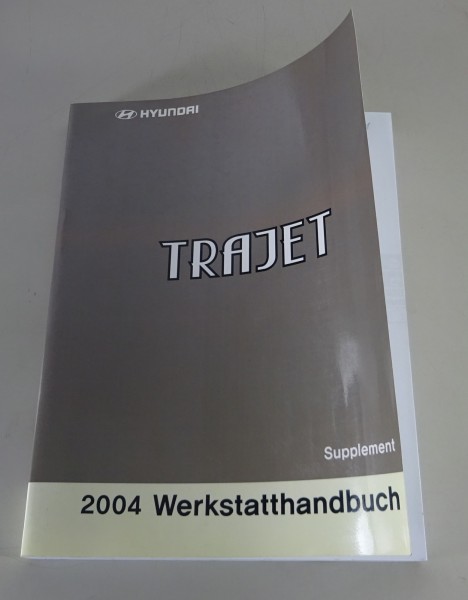 HYUNDAI
TRAJET
Supplement
2004 Werkstatthandbuch